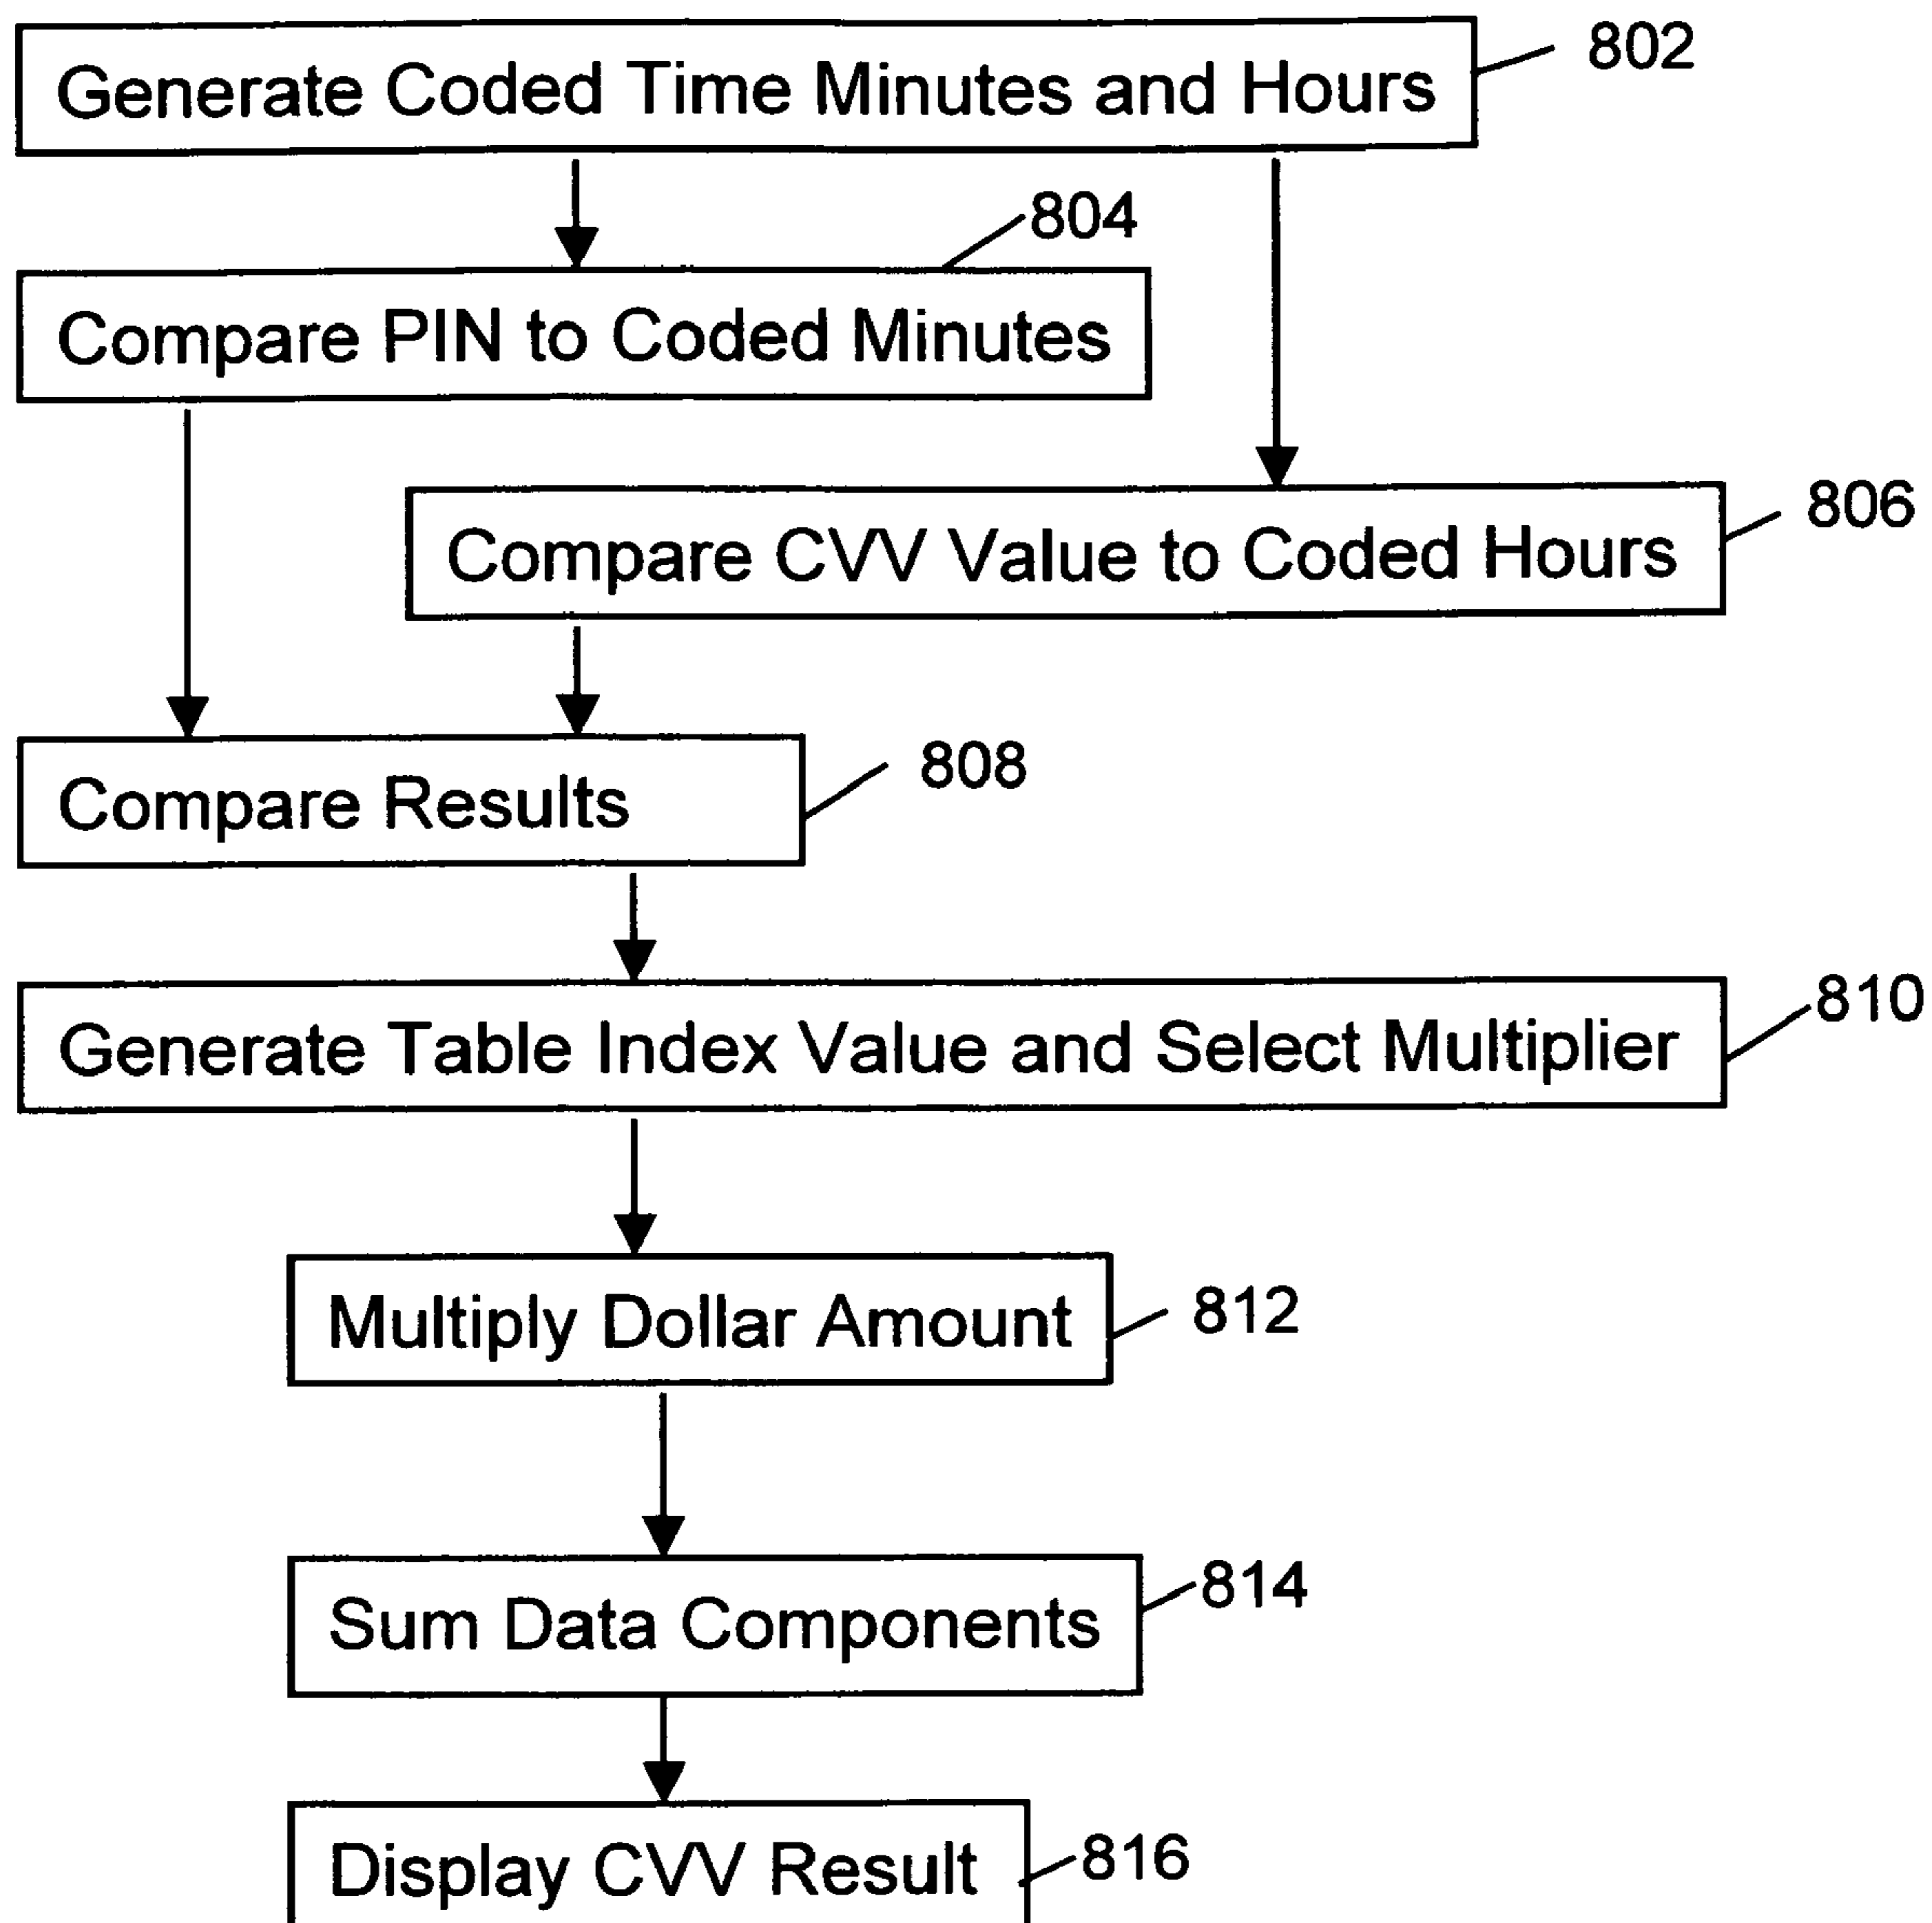 Generate Coded Time Minutes and Hours
802
804
Compare PIN to Coded Minutes
806
Compare CVV Value to Coded Hours
808
Compare Results
810
Generate Table Index Value and Select Multiplier
812
Multiply Dollar Amount
814
Sum Data Components
816
Display CVV Result